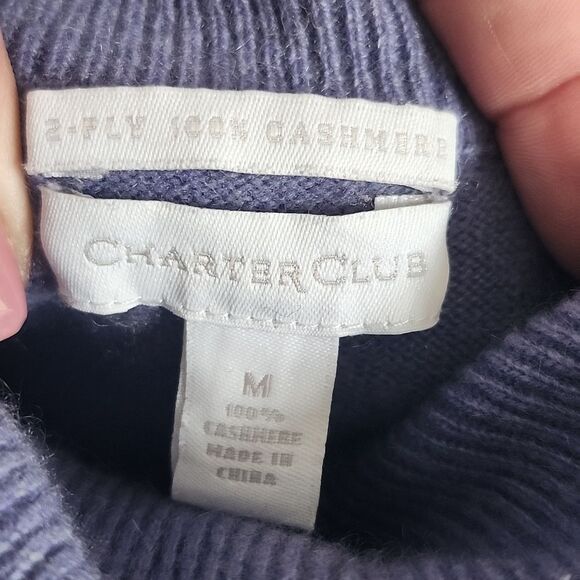 2-PLY 100% CASHMERE
CHARTER CLUB
M
100%
CASHMERE
MADE IN
CHINA